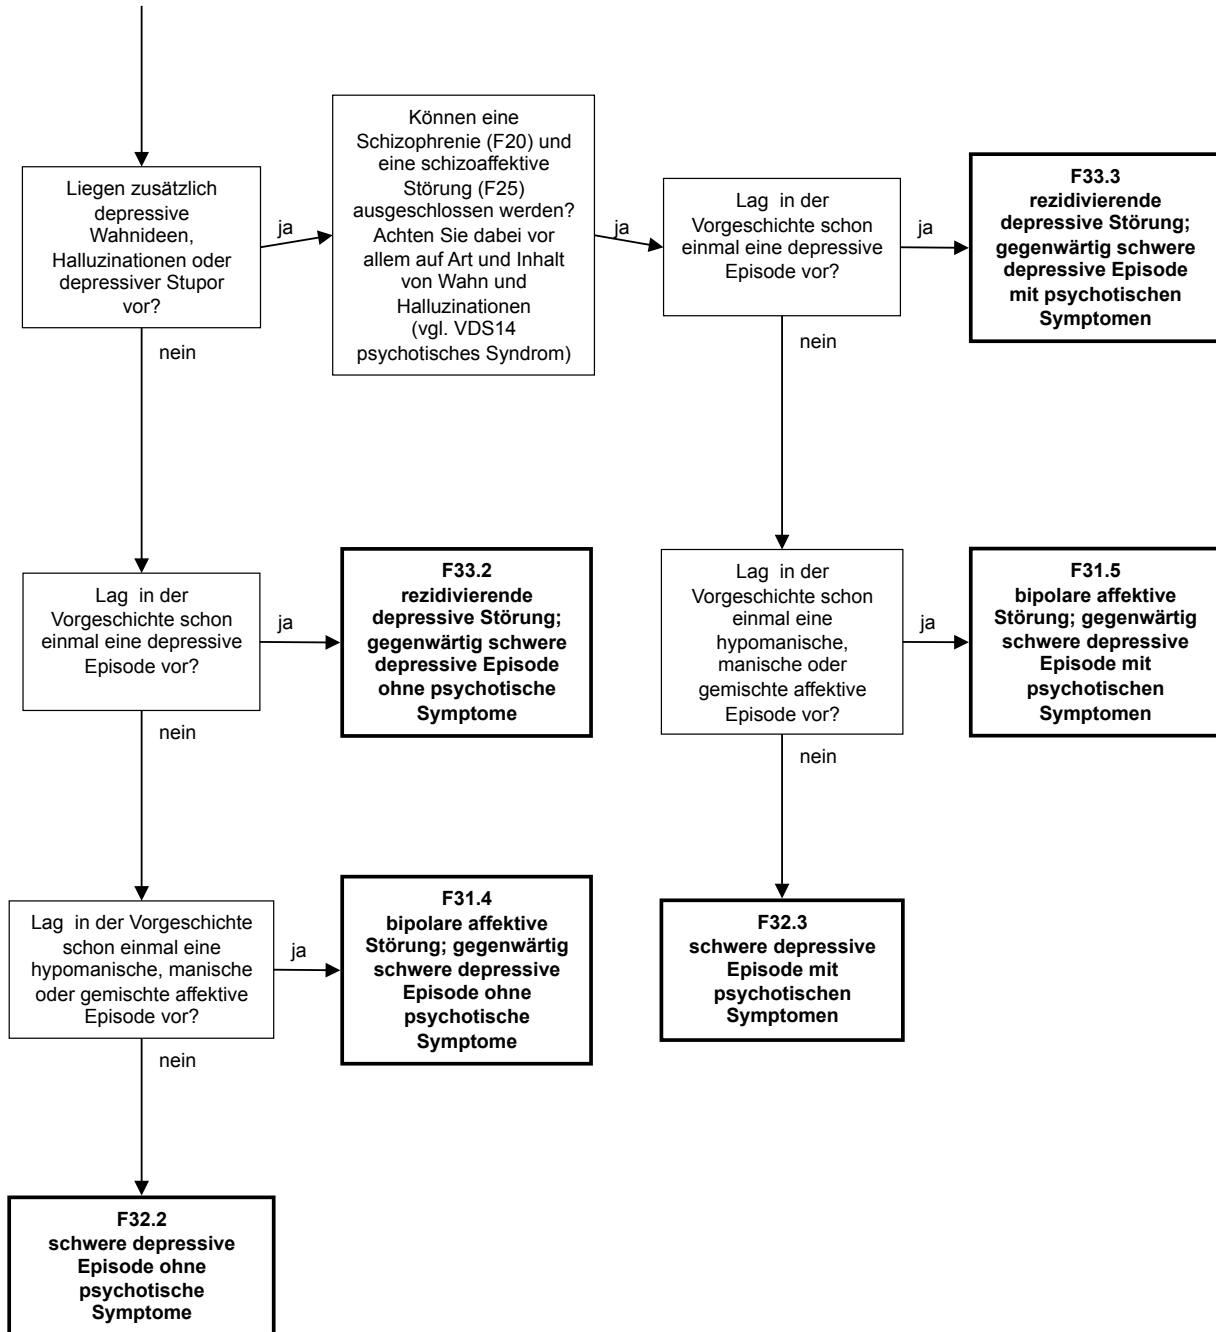 Liegen zusätzlich
depressive
Wahnideen,
Halluzinationen oder
depressiver Stupor
vor?
ja
Können eine
Schizophrenie (F20) und
eine schizoaffektive
Störung (F25)
ausgeschlossen werden?
Achten Sie dabei vor
allem auf Art und Inhalt
von Wahn und
Halluzinationen
(vgl. VDS14
psychotisches Syndrom)
ja
Lag in der
Vorgeschichte schon
einmal eine depressive
Episode vor?
ja
F33.3
rezidivierende
depressive Störung;
gegenwärtig schwere
depressive Episode
mit psychotischen
Symptomen
nein
nein
Lag in der
Vorgeschichte schon
einmal eine depressive
Episode vor?
ja
F33.2
rezidivierende
depressive Störung;
gegenwärtig schwere
depressive Episode
ohne psychotische
Symptome
Lag in der
Vorgeschichte schon
einmal eine
hypomanische,
manische oder
gemischte affektive
Episode vor?
ja
F31.5
bipolare affektive
Störung; gegenwärtig
schwere depressive
Episode mit
psychotischen
Symptomen
nein
nein
Lag in der Vorgeschichte
schon einmal eine
hypomanische, manische
oder gemischte affektive
Episode vor?
ja
F31.4
bipolare affektive
Störung; gegenwärtig
schwere depressive
Episode ohne
psychotische
Symptome
F32.3
schwere depressive
Episode mit
psychotischen
Symptomen
nein
F32.2
schwere depressive
Episode ohne
psychotische
Symptome